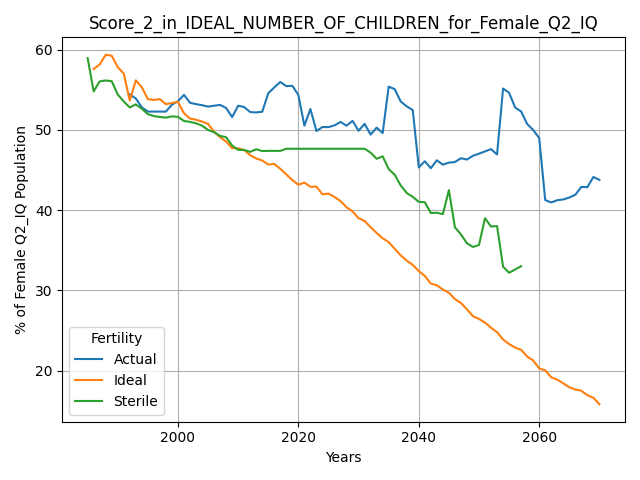 Score_2_in_IDEAL_NUMBER_OF_CHILDREN_for_Female_Q2_IQ
% of Female Q2_IQ Population
60
50
40
30
20
Fertility
Actual
Ideal
Sterile
2000
2020
2040
2060
Years